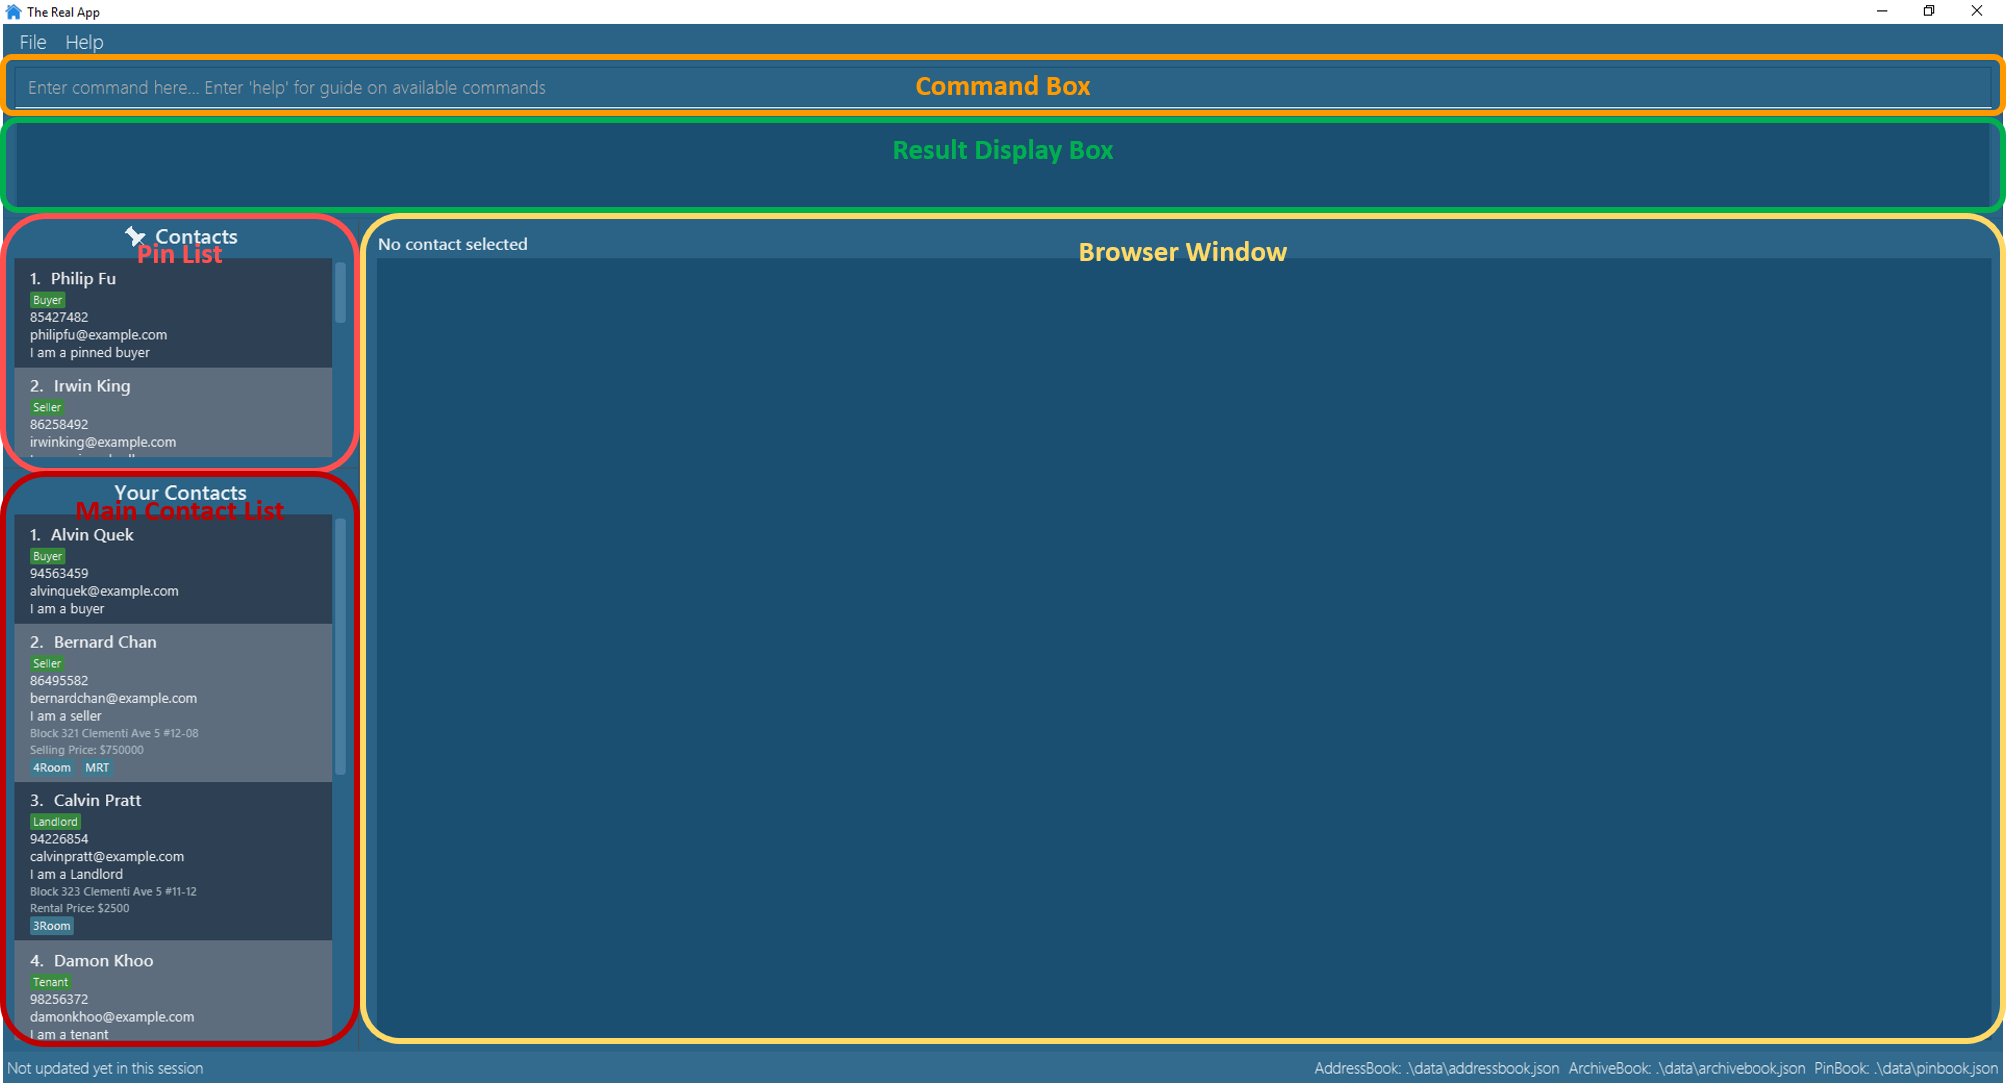 The Real App
File Help
Enter command here... Enter 'help' for guide on available commands
Command Box
Result Display Box
Contacts
Pin List
1. Philip Fu
Buyer
85427482
philipfu@example.com
I am a pinned buyer
2. Irwin King
Seller
86258492
irwinking@example.com
No contact selected
Browser Window
Your Contacts
Main Contact List
1. Alvin Quek
Buyer
94563459
alvinquek@example.com
I am a buyer
2. Bernard Chan
Seller
86495582
bernardchan@example.com
I am a seller
Block 321 Clementi Ave 5 #12-08
Selling Price: $750000
4Room MRT
3. Calvin Pratt
Landlord
94226854
calvinpratt@example.com
I am a Landlord
Block 323 Clementi Ave 5 #11-12
Rental Price: $2500
3Room
4. Damon Khoo
Tenant
98256372
damonkhoo@example.com
I am a tenant
Not updated yet in this session
AddressBook: .\data\addressbook.json ArchiveBook: .\data\archivebook.json PinBook: .\data\pinbook.json